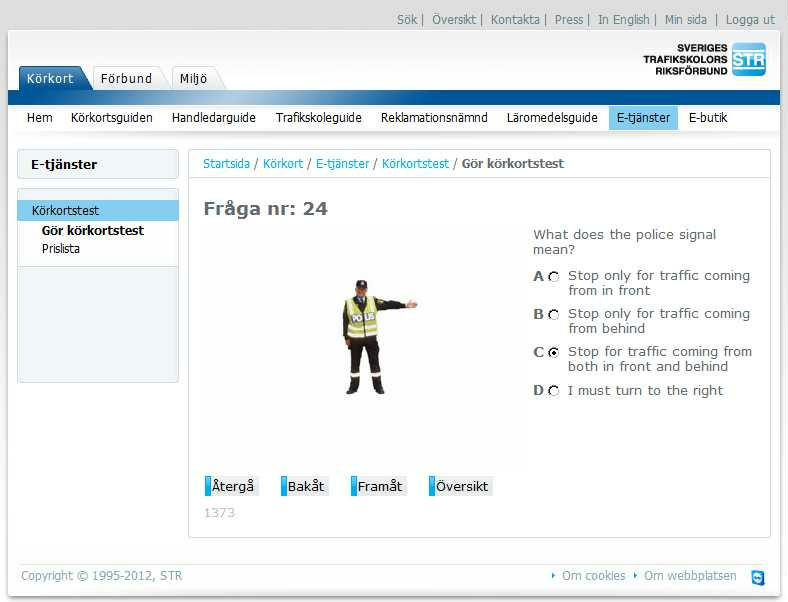 Sök | Översikt | Kontakta | Press | In English | Min sida | Logga ut
SVERIGES
TRAFIKSKOLORS
RIKSFÖRBUND
STR
Körkort Förbund Miljö
Hem Körkortsguiden Handledarguide Trafikskoleguide Reklamationsnämnd Läromedelsguide E-tjänster E-butik
E-tjänster
Startsida / Körkort / E-tjänster / Körkortstest / Gör körkortstest
Körkortstest
Gör körkortstest
Prislista
Fråga nr: 24
POLIS
What does the police signal
mean?
A Stop only for traffic coming
from in front
B Stop only for traffic coming
from behind
C Stop for traffic coming from
both in front and behind
D I must turn to the right
Återgå Bakåt Framåt Översikt
1373
Copyright © 1995-2012, STR
Om cookies Om webbplatsen